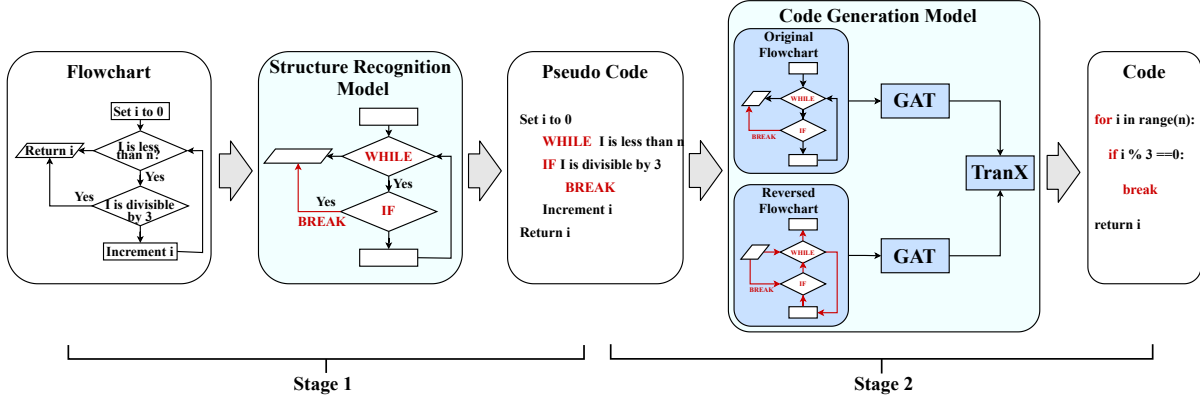 Flowchart
Set i to 0
I is less
than n?
Return i
Yes
Yes
I is divisible
by 3
Increment i
Structure Recognition
Model
WHILE
Yes
Yes
IF
BREAK
Pseudo Code
Set i to 0
WHILE I is less than n
IF I is divisible by 3
BREAK
Increment i
Return i
Code Generation Model
Original
Flowchart
WHILE
IF
BREAK
GAT
Reversed
Flowchart
WHILE
BREAK
IF
GAT
TranX
Code
for i in range(n):
if i % 3 ==0:
break
return i
Stage 1
Stage 2